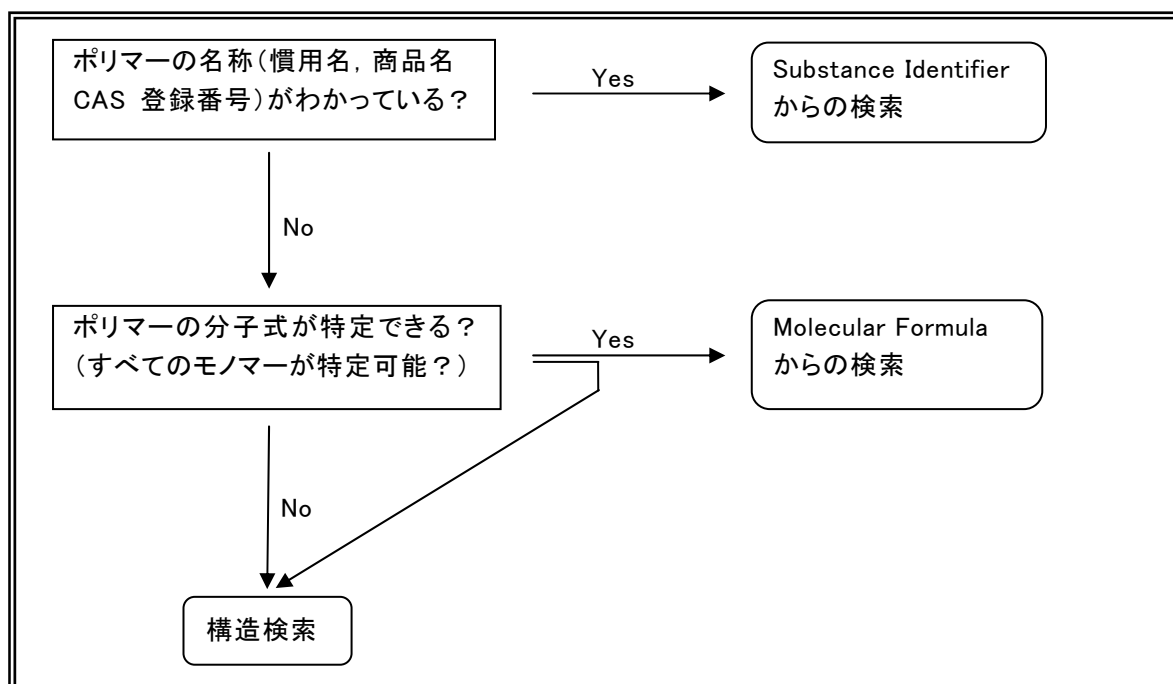 ポリマーの名称(慣用名, 商品名
CAS 登録番号)がわかっている?
Yes
Substance Identifier
からの検索
No
ポリマーの分子式が特定できる?
(すべてのモノマーが特定可能?)
Yes
Molecular Formula
からの検索
No
構造検索